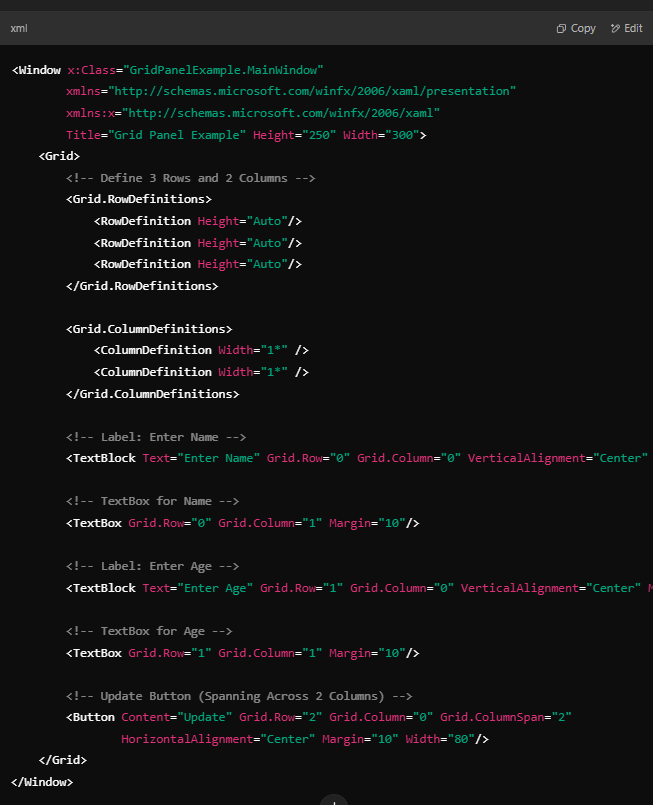 xml Copy Edit
<Window x:Class="GridPanelExample.MainWindow"
xmlns="http://schemas.microsoft.com/winfx/2006/xaml/presentation"
xmlns:x="http://schemas.microsoft.com/winfx/2006/xaml"
Title="Grid Panel Example" Height="250" Width="300">
<Grid>
<!-- Define 3 Rows and 2 Columns -->
<Grid.RowDefinitions>
<RowDefinition Height="Auto"/>
<RowDefinition Height="Auto"/>
<RowDefinition Height="Auto"/>
</Grid.RowDefinitions>
<Grid.ColumnDefinitions>
<ColumnDefinition Width="1*" />
<ColumnDefinition Width="1*" />
</Grid.ColumnDefinitions>
<!-- Label: Enter Name -->
<TextBlock Text="Enter Name" Grid.Row="0" Grid.Column="0" VerticalAlignment="Center"
<!-- TextBox for Name -->
<TextBox Grid.Row="0" Grid.Column="1" Margin="10"/>
<!-- Label: Enter Age -->
<TextBlock Text="Enter Age" Grid.Row="1" Grid.Column="0" VerticalAlignment="Center"
<!-- TextBox for Age -->
<TextBox Grid.Row="1" Grid.Column="1" Margin="10"/>
<!-- Update Button (Spanning Across 2 Columns) -->
<Button Content="Update" Grid.Row="2" Grid.Column="0" Grid.ColumnSpan="2"
HorizontalAlignment="Center" Margin="10" Width="80"/>
</Grid>
</Window>